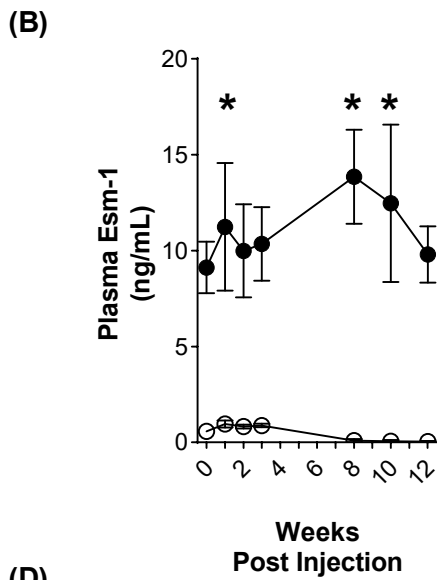 (B)
20
* * *
15
10
5
0
Plasma Esm-1
(ng/mL)
0 2 4 6 8 10 12
Weeks
Post Injection
(D)